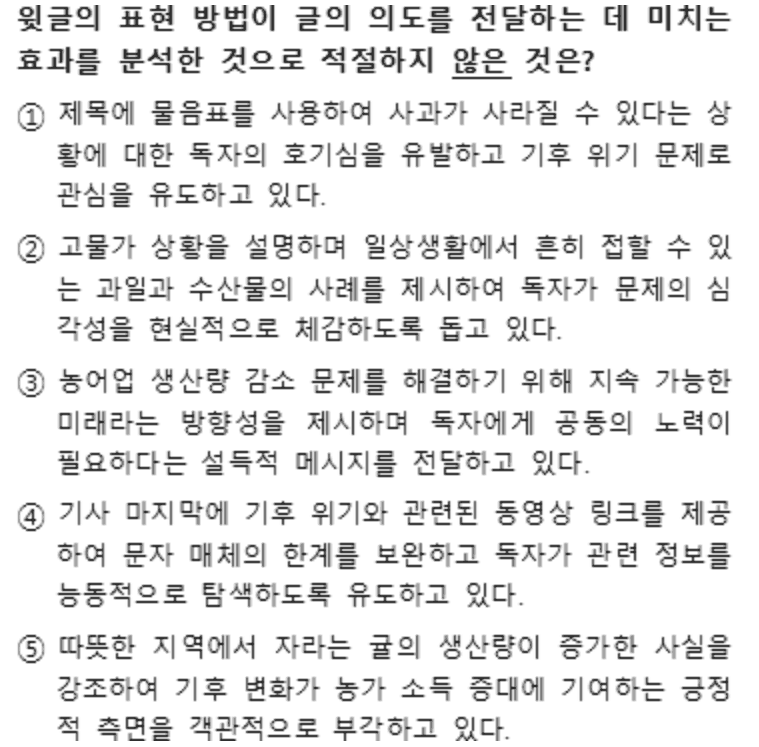 윗글의 표현 방법이 글의 의도를 전달하는 데 미치는
효과를 분석한 것으로 적절하지 않은 것은?
① 제목에 물음표를 사용하여 사과가 사라질 수 있다는 상
황에 대한 독자의 호기심을 유발하고 기후 위기 문제로
관심을 유도하고 있다.
② 고물가 상황을 설명하며 일상생활에서 흔히 접할 수 있
는 과일과 수산물의 사례를 제시하여 독자가 문제의 심
각성을 현실적으로 체감하도록 돕고 있다.
③ 농어업 생산량 감소 문제를 해결하기 위해 지속 가능한
미래라는 방향성을 제시하며 독자에게 공동의 노력이
필요하다는 설득적 메시지를 전달하고 있다.
④ 기사 마지막에 기후 위기와 관련된 동영상 링크를 제공
하여 문자 매체의 한계를 보완하고 독자가 관련 정보를
능동적으로 탐색하도록 유도하고 있다.
⑤ 따뜻한 지역에서 자라는 귤의 생산량이 증가한 사실을
강조하여 기후 변화가 농가 소득 증대에 기여하는 긍정
적 측면을 객관적으로 부각하고 있다.